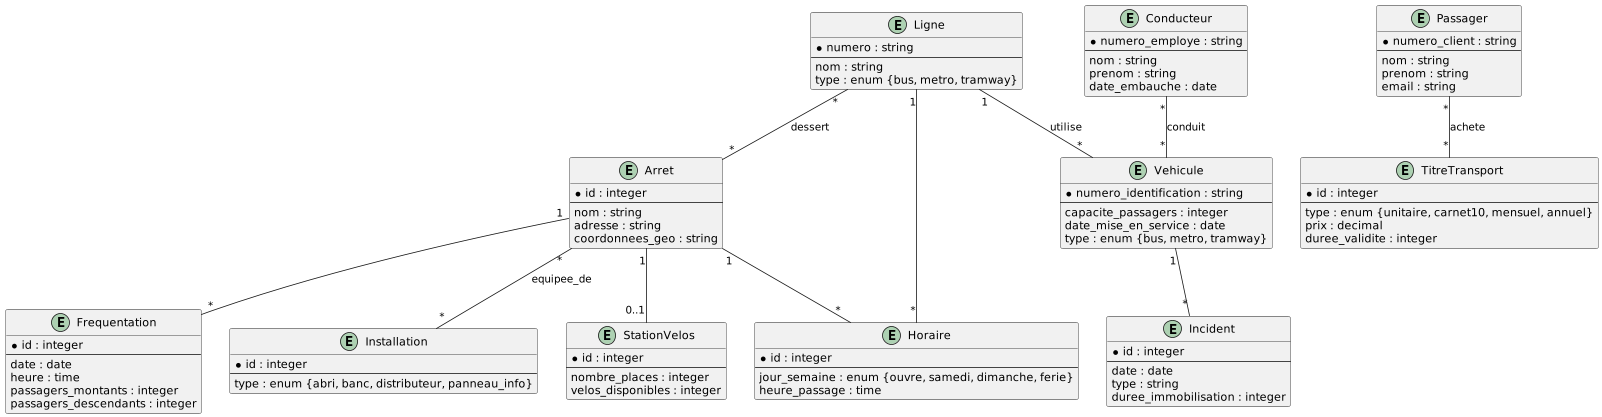 E Ligne
* numero : string
nom : string
type : enum {bus, metro, tramway}
E Conducteur
* numero_employe : string
nom : string
prenom : string
date_embauche : date
E Passager
* numero_client : string
nom : string
prenom : string
email : string
* 1 1 * *
dessert utilise conduit achete
* * * *
E Arret
* id : integer
nom : string
adresse : string
coordonnees_geo : string
E Vehicule
* numero_identification : string
capacite_passagers : integer
date_mise_en_service : date
type : enum {bus, metro, tramway}
E TitreTransport
* id : integer
type : enum {unitaire, carnet10, mensuel, annuel}
prix : decimal
duree_validite : integer
1
* 1 1 1
equipee_de
* * 0..1 * * *
E Frequentation
* id : integer
date : date
heure : time
passagers_montants : integer
passagers_descendants : integer
E Installation
* id : integer
type : enum {abri, banc, distributeur, panneau_info}
E StationVelos
* id : integer
nombre_places : integer
velos_disponibles : integer
E Horaire
* id : integer
jour_semaine : enum {ouvre, samedi, dimanche, ferie}
heure_passage : time
E Incident
* id : integer
date : date
type : string
duree_immobilisation : integer